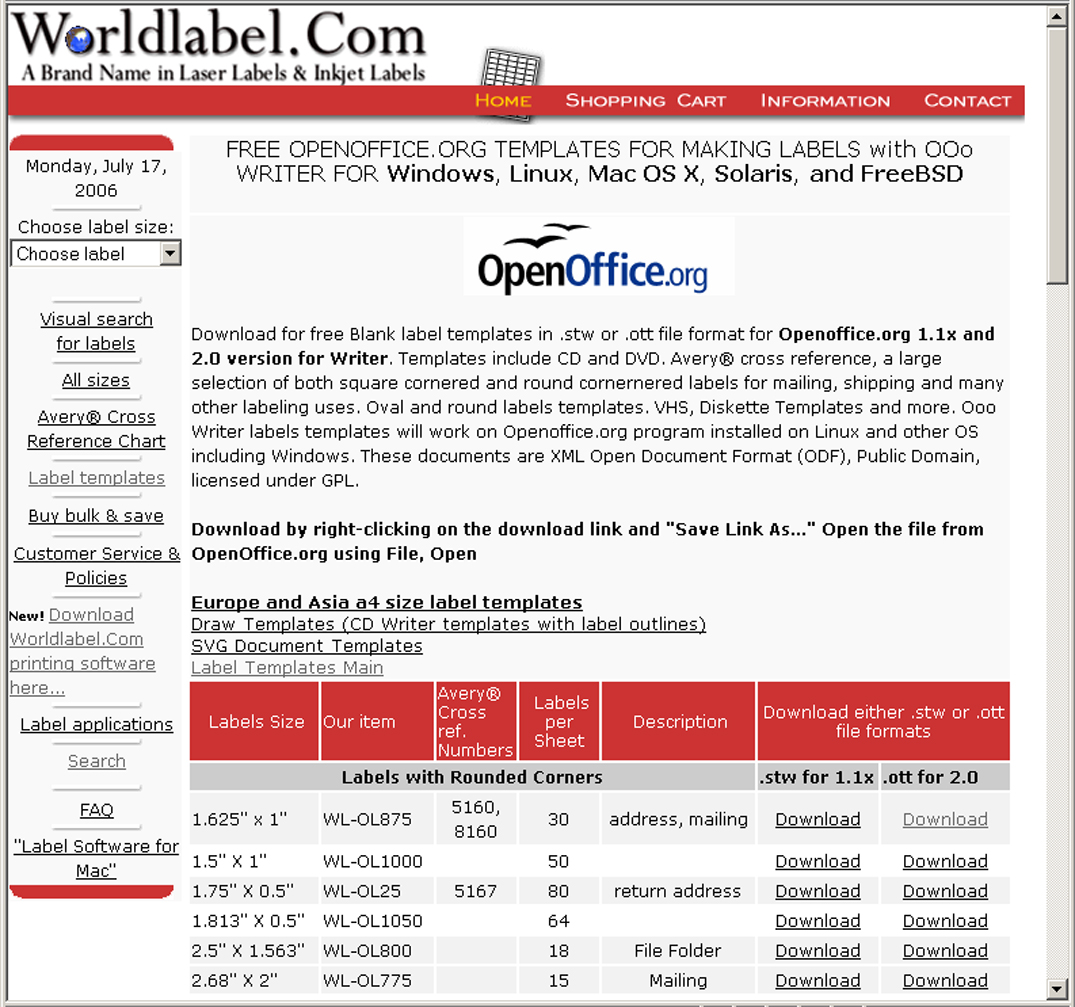 Worldlabel.Com
A Brand Name in Laser Labels & Inkjet Labels
Home Shopping Cart Information Contact
Monday, July 17,
2006
Choose label size:
Choose label
Visual search
for labels
All sizes
Avery® Cross
Reference Chart
Label templates
Buy bulk & save
Customer Service &
Policies
New! Download
Worldlabel.Com
printing software
here...
Label applications
Search
FAQ
"Label Software for
Mac"
FREE OPENOFFICE.ORG TEMPLATES FOR MAKING LABELS with OOo
WRITER FOR Windows, Linux, Mac OS X, Solaris, and FreeBSD
OpenOffice.org
Download for free Blank label templates in .stw or .ott file format for Openoffice.org 1.1x and
2.0 version for Writer. Templates include CD and DVD. Avery® cross reference, a large
selection of both square cornered and round cornernered labels for mailing, shipping and many
other labeling uses. Oval and round labels templates. VHS, Diskette Templates and more. Ooo
Writer labels templates will work on Openoffice.org program installed on Linux and other OS
including Windows. These documents are XML Open Document Format (ODF), Public Domain,
licensed under GPL.
Download by right-clicking on the download link and "Save Link As..." Open the file from
OpenOffice.org using File, Open
Europe and Asia a4 size label templates
Draw Templates (CD Writer templates with label outlines)
SVG Document Templates
Label Templates Main
Labels Size Our item Avery® Cross ref. Numbers Labels per Sheet Description Download either .stw or .ott file formats
Labels with Rounded Corners .stw for 1.1x .ott for 2.0
1.625" x 1" WL-OL875 5160, 8160 30 address, mailing Download Download
1.5" X 1" WL-OL1000 50 Download Download
1.75" X 0.5" WL-OL25 5167 80 return address Download Download
1.813" X 0.5" WL-OL1050 64 Download Download
2.5" X 1.563" WL-OL800 18 File Folder Download Download
2.68" X 2" WL-OL775 15 Mailing Download Download